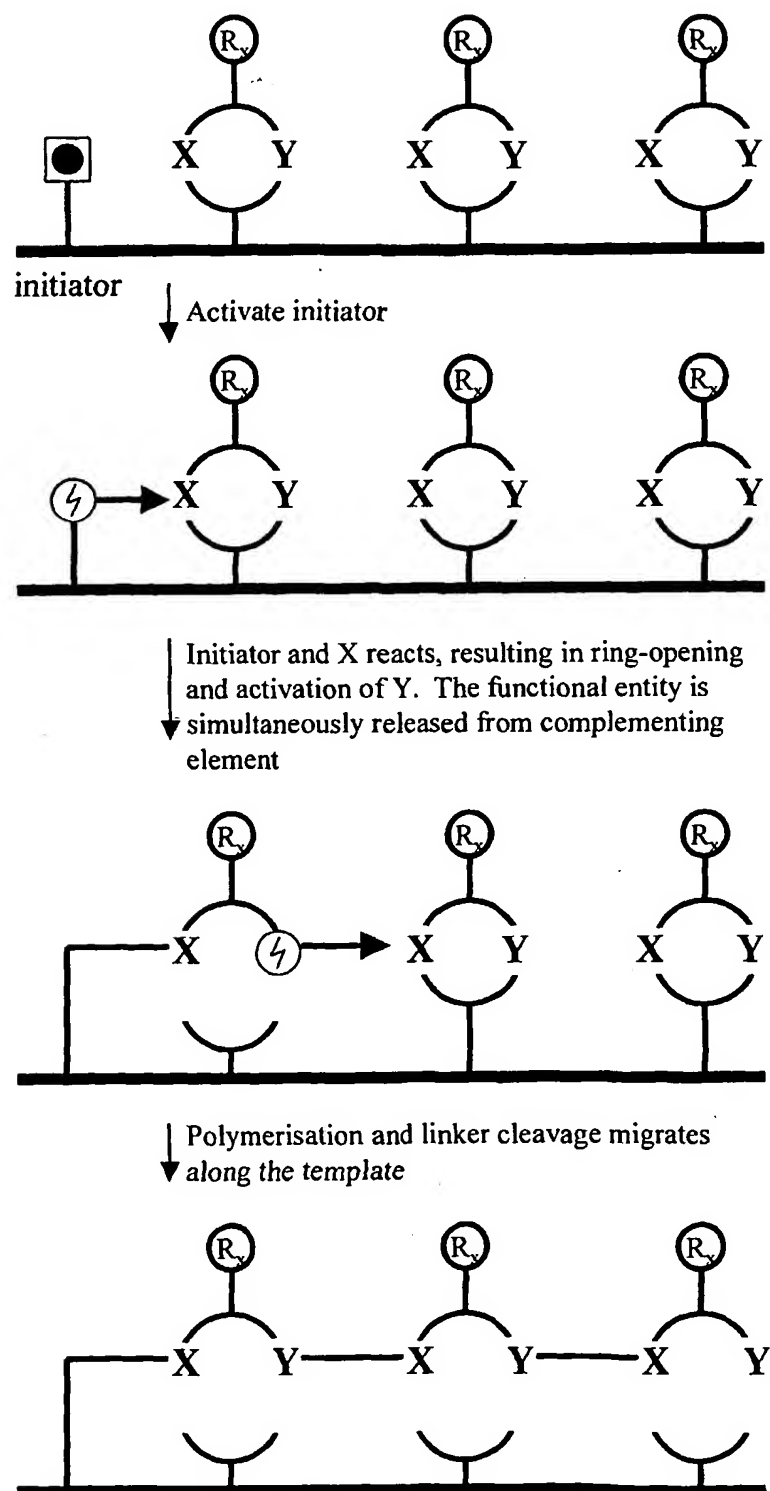 Rx Rx Rx
X Y X Y X Y
initiator
Activate initiator
Rx Rx Rx
X Y X Y X Y
Initiator and X reacts, resulting in ring-opening
and activation of Y. The functional entity is
simultaneously released from complementing
element
Rx Rx Rx
X X Y X Y
Polymerisation and linker cleavage migrates
along the template
Rx Rx Rx
X Y X Y X Y